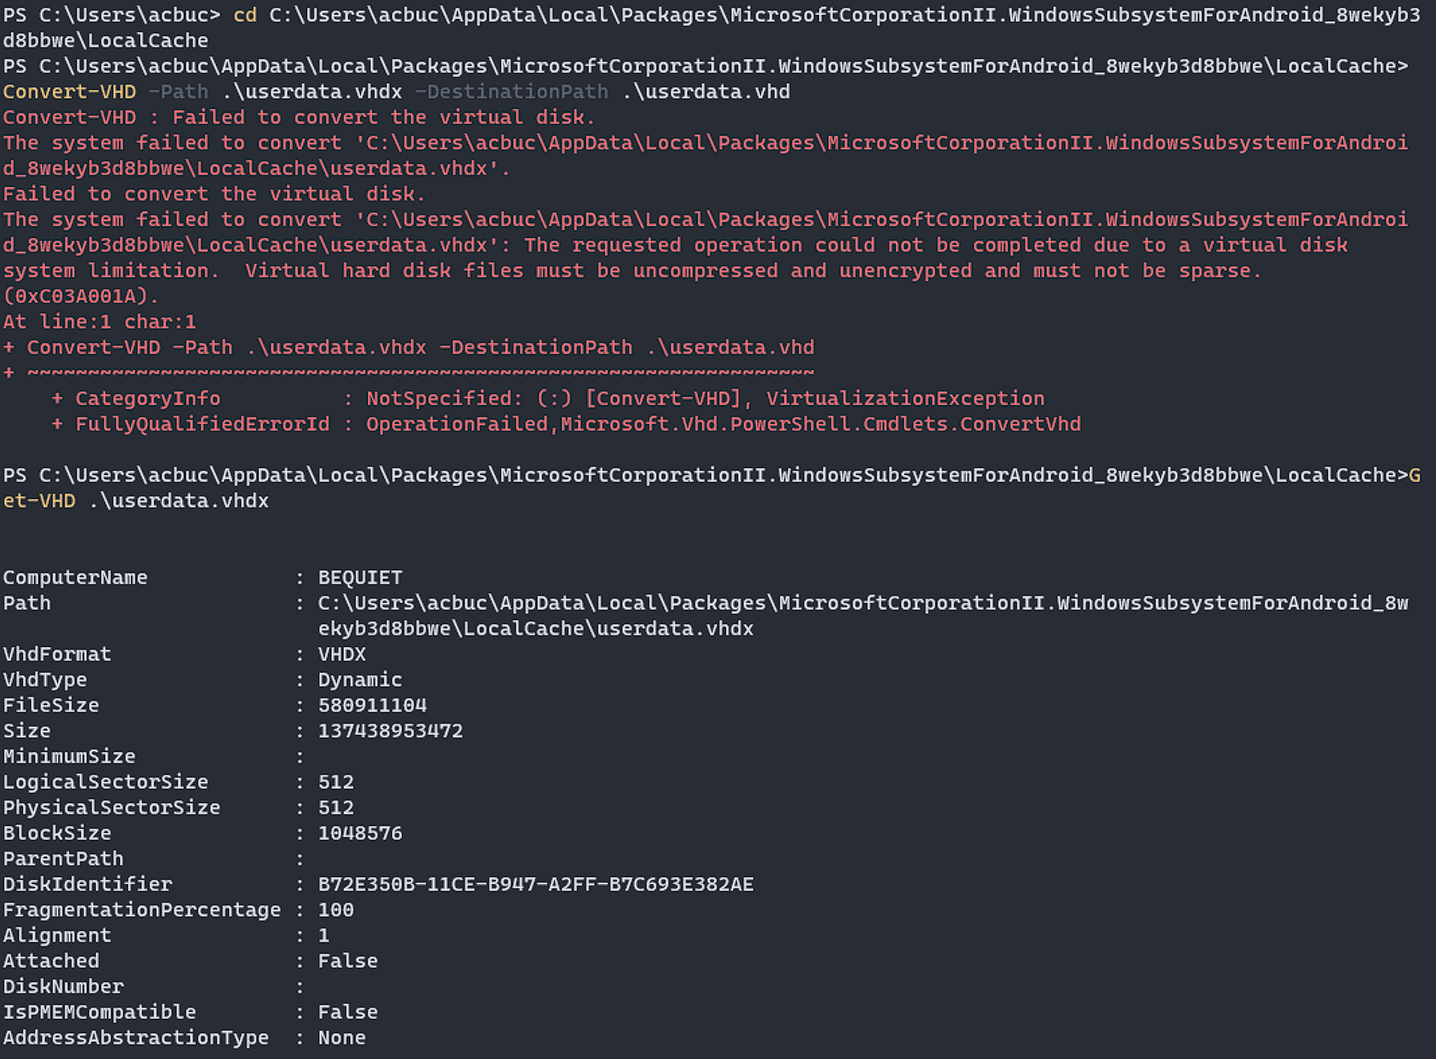 PS C:\Users\acbuc> cd C:\Users\acbuc\AppData\Local\Packages\MicrosoftCorporationII.WindowsSubsystemForAndroid_8wekyb3
d8bbwe\LocalCache
PS C:\Users\acbuc\AppData\Local\Packages\MicrosoftCorporationII.WindowsSubsystemForAndroid_8wekyb3d8bbwe\LocalCache>
Convert-VHD -Path .\userdata.vhdx -DestinationPath .\userdata.vhd
Convert-VHD : Failed to convert the virtual disk.
The system failed to convert 'C:\Users\acbuc\AppData\Local\Packages\MicrosoftCorporationII.WindowsSubsystemForAndroi
d_8wekyb3d8bbwe\LocalCache\userdata.vhdx'.
Failed to convert the virtual disk.
The system failed to convert 'C:\Users\acbuc\AppData\Local\Packages\MicrosoftCorporationII.WindowsSubsystemForAndroi
d_8wekyb3d8bbwe\LocalCache\userdata.vhdx': The requested operation could not be completed due to a virtual disk
system limitation.  Virtual hard disk files must be uncompressed and unencrypted and must not be sparse.
(0xC03A001A).
At line:1 char:1
+ Convert-VHD -Path .\userdata.vhdx -DestinationPath .\userdata.vhd
+ ~~~~~~~~~~~~~~~~~~~~~~~~~~~~~~~~~~~~~~~~~~~~~~~~~~~~~~~~~~~~~~~~~
    + CategoryInfo          : NotSpecified: (:) [Convert-VHD], VirtualizationException
    + FullyQualifiedErrorId : OperationFailed,Microsoft.Vhd.PowerShell.Cmdlets.ConvertVhd
PS C:\Users\acbuc\AppData\Local\Packages\MicrosoftCorporationII.WindowsSubsystemForAndroid_8wekyb3d8bbwe\LocalCache>G
et-VHD .\userdata.vhdx
ComputerName            : BEQUIET
Path                    : C:\Users\acbuc\AppData\Local\Packages\MicrosoftCorporationII.WindowsSubsystemForAndroid_8w
                          ekyb3d8bbwe\LocalCache\userdata.vhdx
VhdFormat               : VHDX
VhdType                 : Dynamic
FileSize                : 580911104
Size                    : 137438953472
MinimumSize             :
LogicalSectorSize       : 512
PhysicalSectorSize      : 512
BlockSize               : 1048576
ParentPath              :
DiskIdentifier          : B72E350B-11CE-B947-A2FF-B7C693E382AE
FragmentationPercentage : 100
Alignment               : 1
Attached                : False
DiskNumber              :
IsPMEMCompatible        : False
AddressAbstractionType  : None